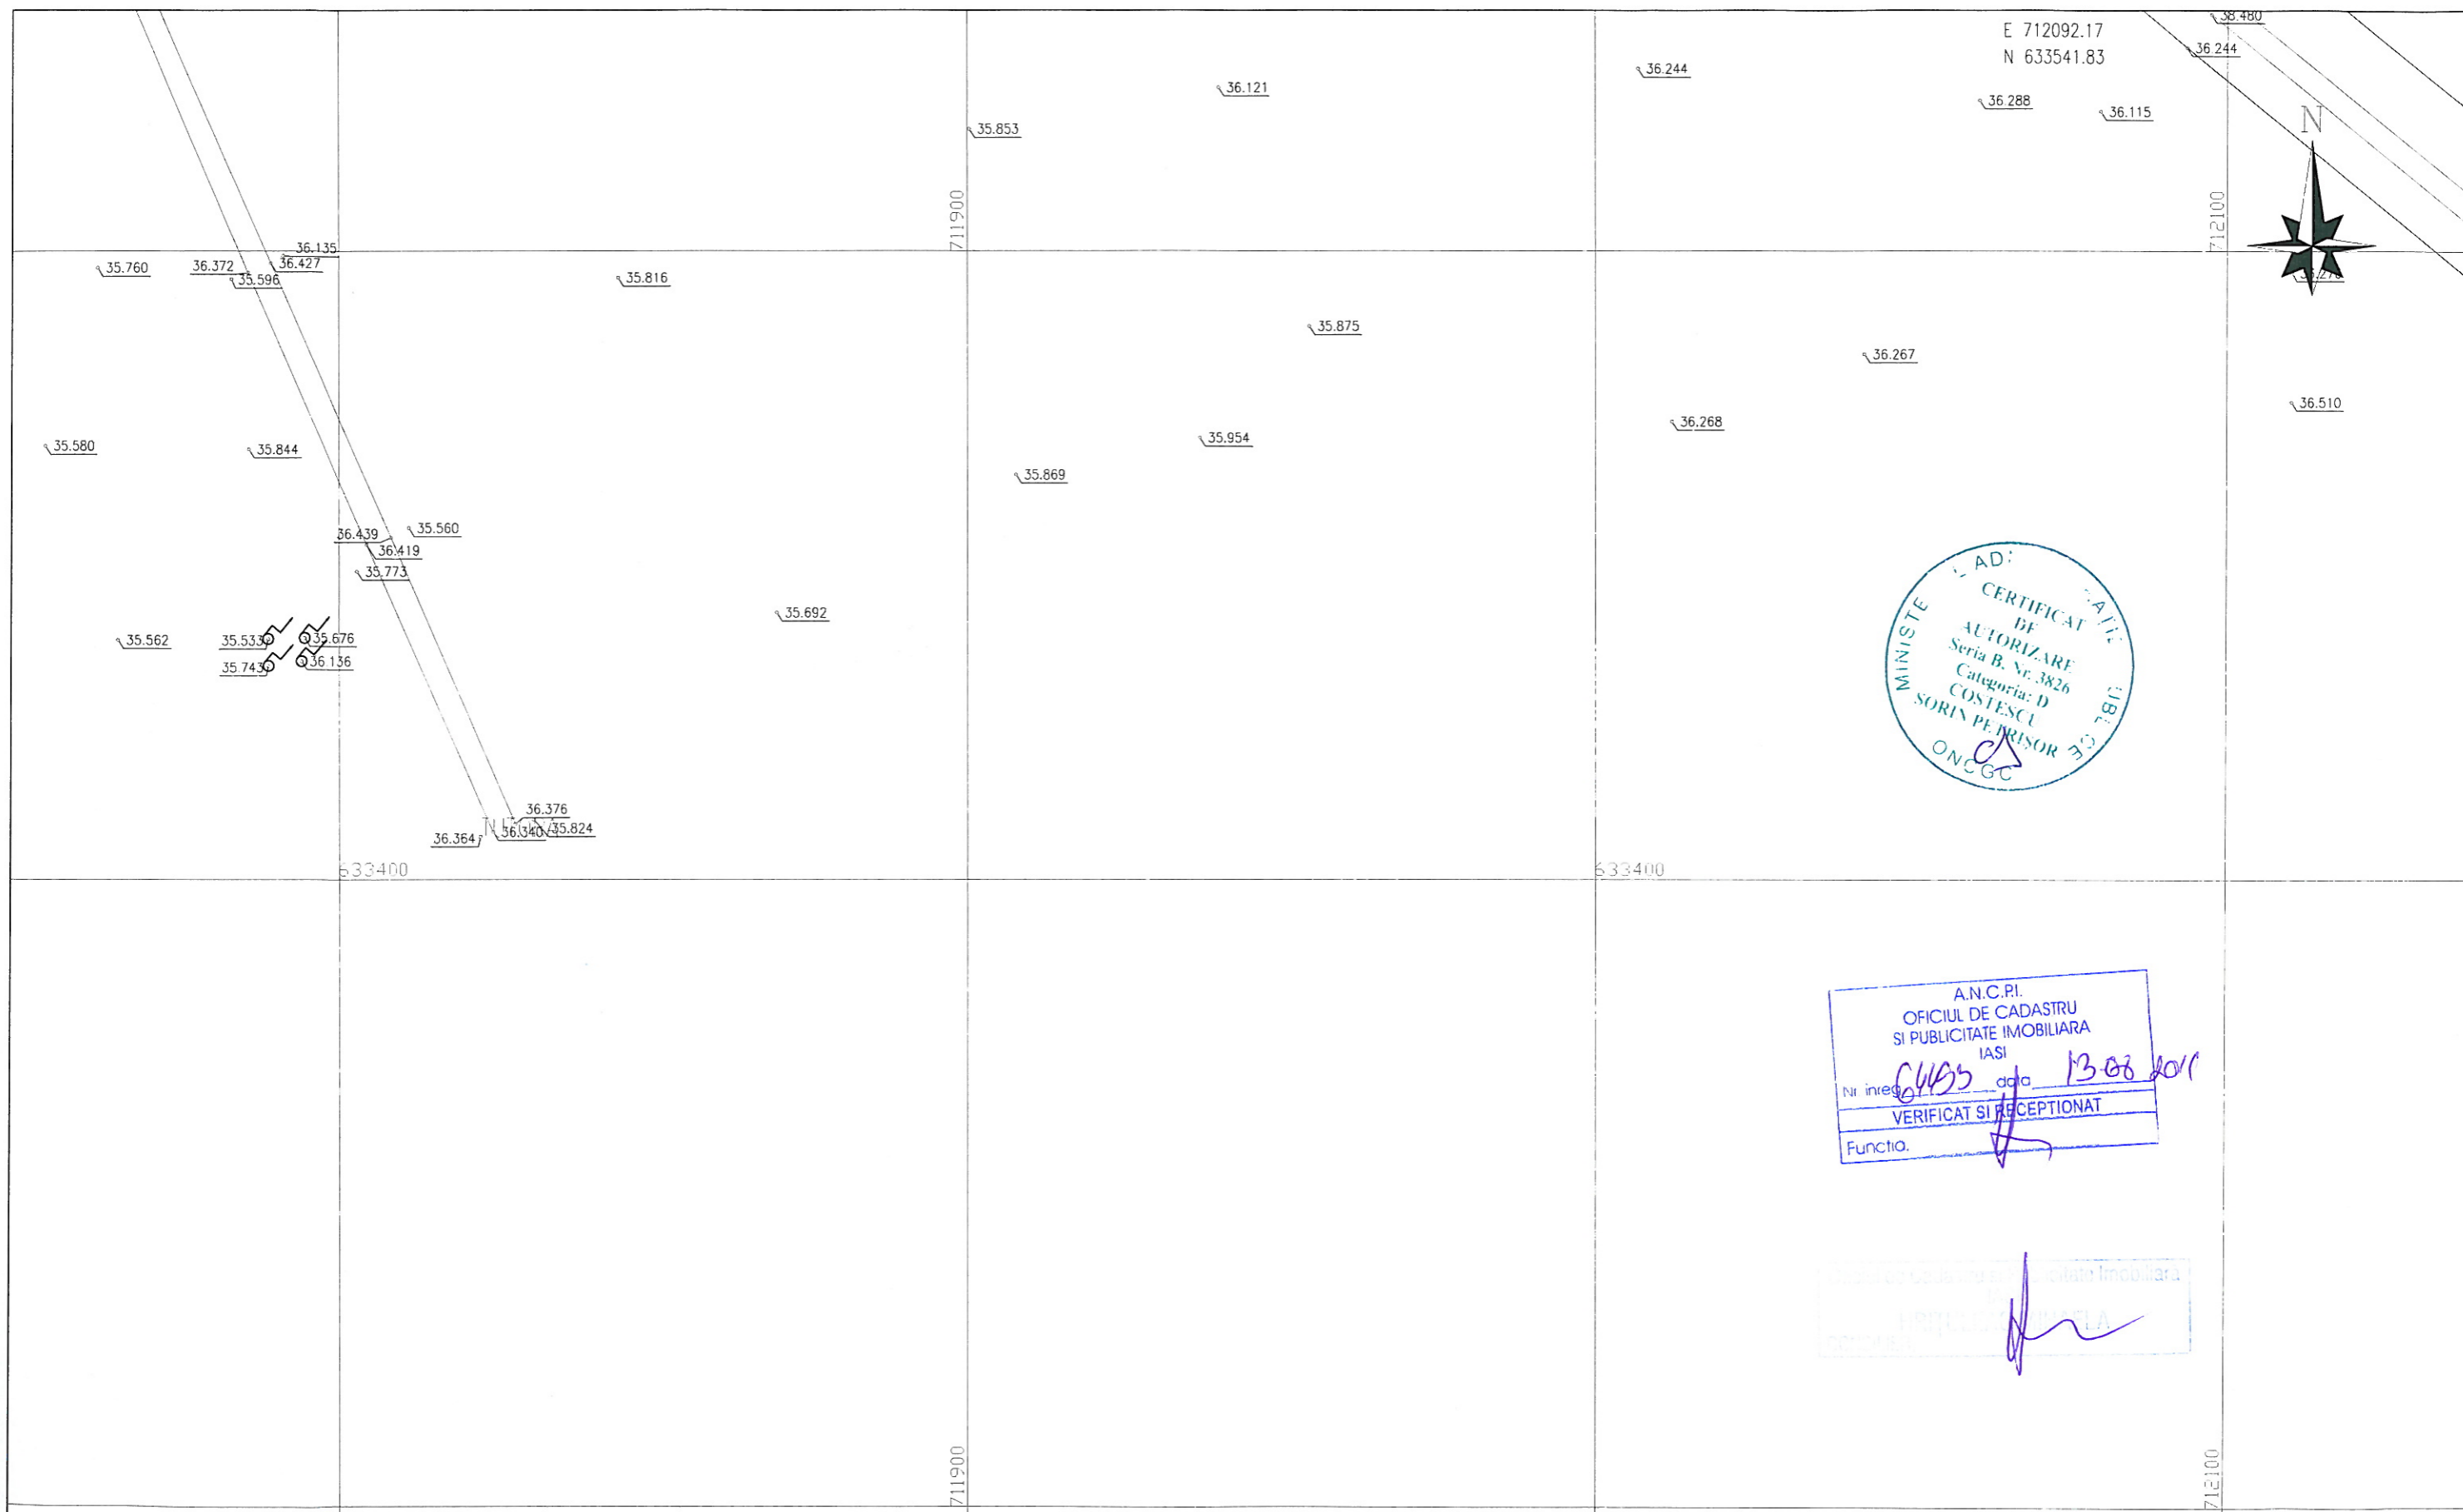 38.480
E 712092.17
N 633541.83
36.244
36.244
36.121
36.288
36.115
35.853
N
711900
712100
36.135
35.760
36.372
36.427
35.596
35.816
35.875
36.267
36.510
36.268
35.580
35.844
35.954
35.869
36.439
35.560
36.419
35.773
35.692
35.562
35.533
35.676
35.743
36.136
MINISTE
CERTIFICAT
DE
AUTORIZARE
Seria B, Nr. 3826
Categoria: D
COSTESCU
SORIN PETRIȘOR
ONCGC
36.376
36.364
36.340
35.824
633400
633400
A.N.C.P.I.
OFICIUL DE CADASTRU
SI PUBLICITATE IMOBILIARA
IASI
Nr inreg. data 13-08
VERIFICAT SI RECEPTIONAT
Functia.
Imobiliara
711900
712100